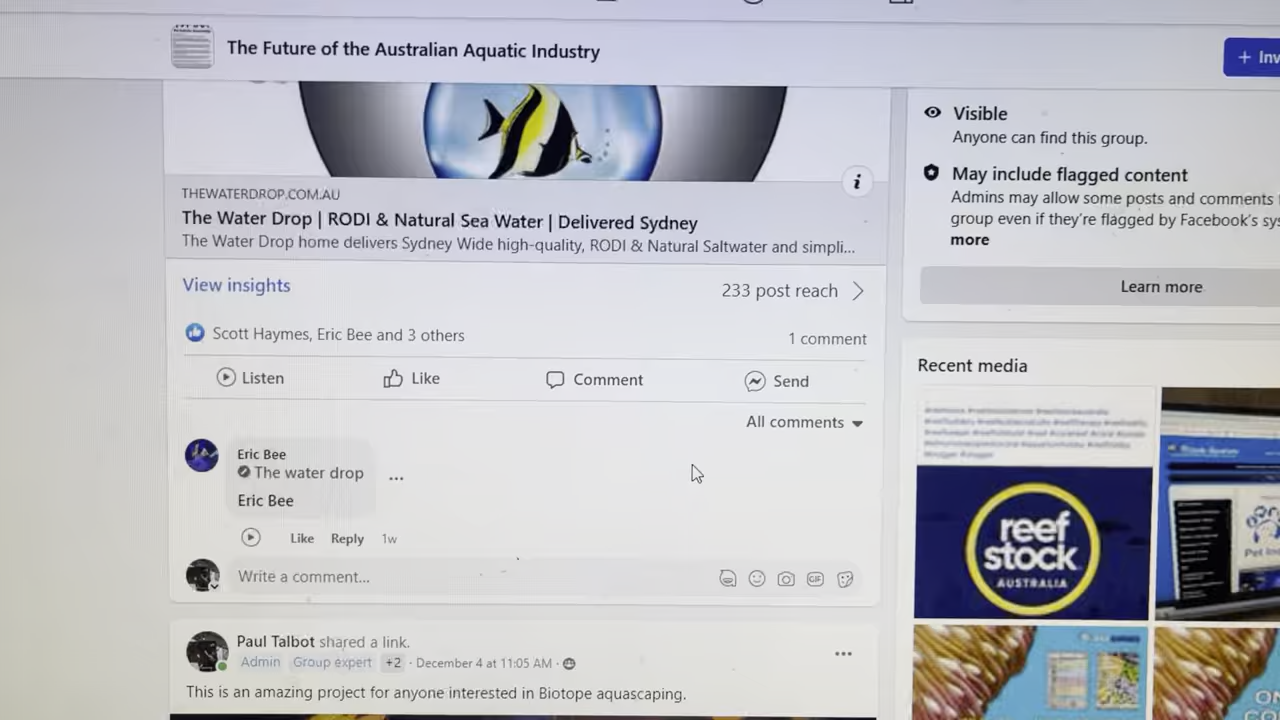 The Future of the Australian Aquatic Industry
+ Inv
THEWATERDROP.COM.AU
The Water Drop | RODI & Natural Sea Water | Delivered Sydney
The Water Drop home delivers Sydney Wide high-quality, RODI & Natural Saltwater and simpli...
View insights
233 post reach
Scott Haymes, Eric Bee and 3 others
1 comment
Listen
Like
Comment
Send
All comments
Eric Bee
The water drop
Eric Bee
Like Reply 1w
Write a comment...
GIF
Paul Talbot shared a link.
Admin Group expert +2 · December 4 at 11:05 AM ·
This is an amazing project for anyone interested in Biotope aquascaping.
Visible
Anyone can find this group.
May include flagged content
Admins may allow some posts and comments
group even if they're flagged by Facebook's sys
more
Learn more
Recent media
reef
stock
AUSTRALIA